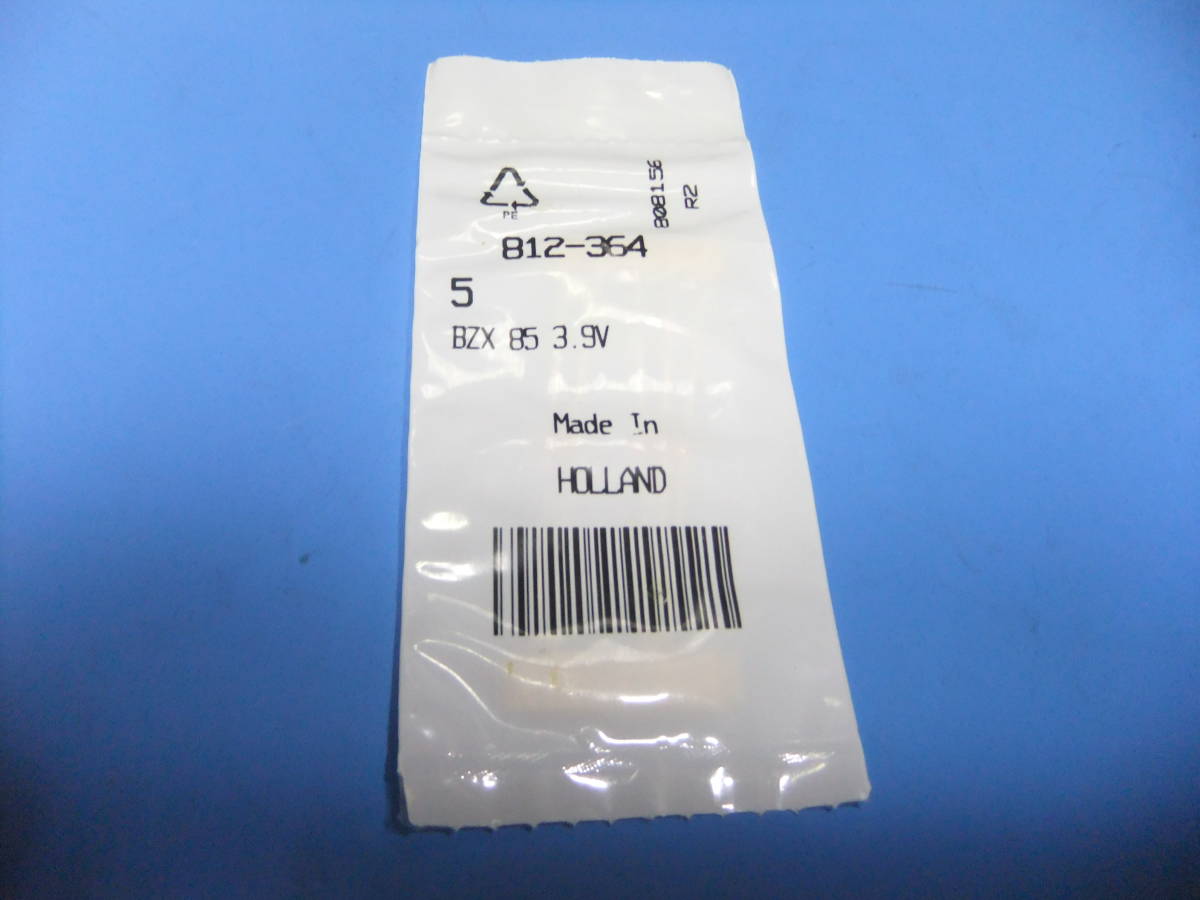 PE
808156
R2
812-364
5
BZX 85 3.9V
Made In
HOLLAND